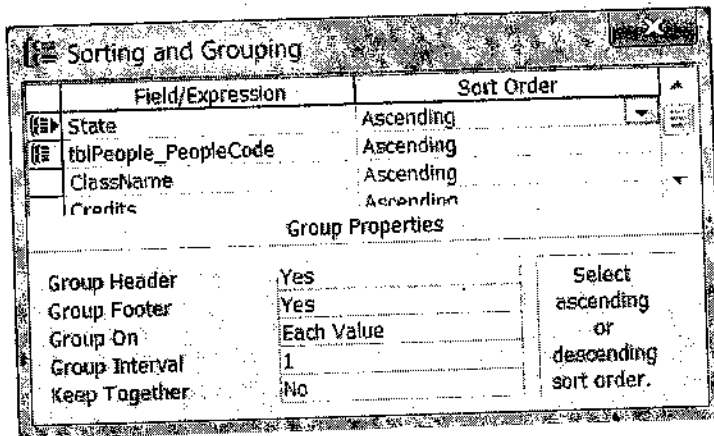 Sorting and Grouping
Field/Expression Sort Order
State Ascending
tblPeople_PeopleCode Ascending
ClassName Ascending
Credits Ascending
Group Properties
Group Header Yes
Group Footer Yes
Group On Each Value
Group Interval 1
Keep Together No
Select
ascending
or
descending
sort order.